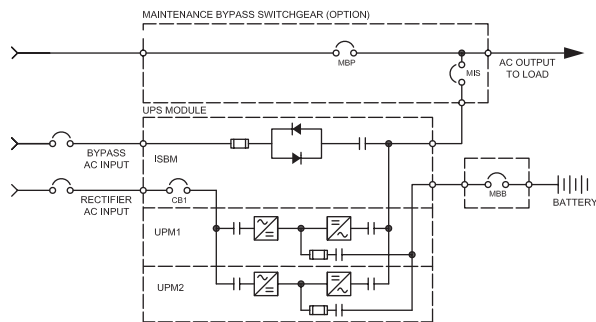 MAINTENANCE BYPASS SWITCHGEAR (OPTION)
MBP
MIS
AC OUTPUT
TO LOAD
UPS MODULE
BYPASS
AC INPUT
ISBM
RECTIFIER
AC INPUT
CB1
MBB
BATTERY
UPM1
UPM2